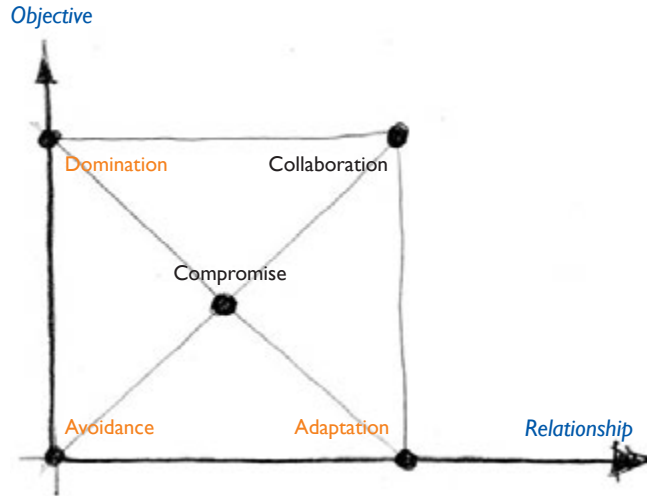 Objective
Domination
Collaboration
Compromise
Avoidance
Adaptation
Relationship